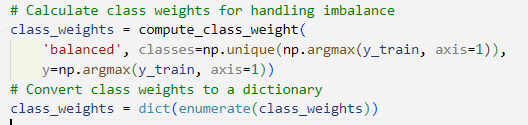 # Calculate class weights for handling imbalance
class_weights = compute_class_weight(
    'balanced', classes=np.unique(np.argmax(y_train, axis=1)),
    y=np.argmax(y_train, axis=1))
# Convert class weights to a dictionary
class_weights = dict(enumerate(class_weights))